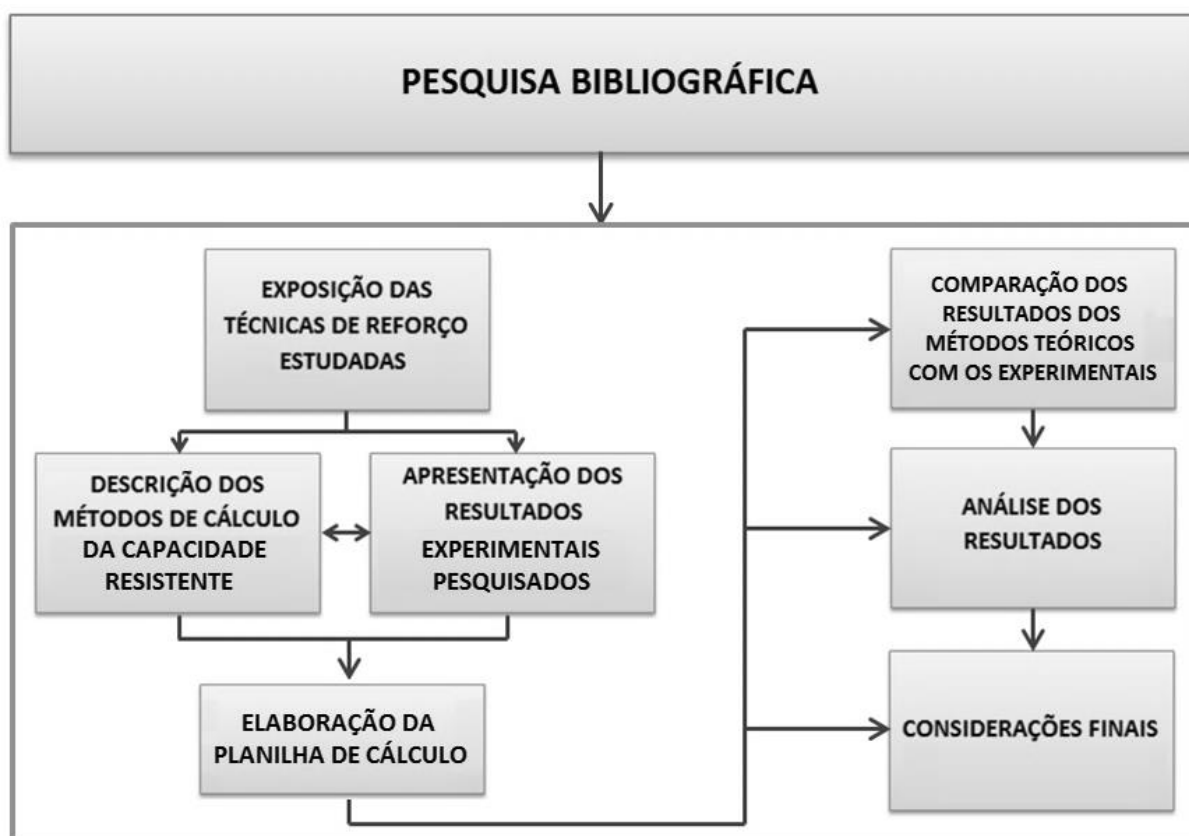 PESQUISA BIBLIOGRÁFICA
EXPOSIÇÃO DAS
TÉCNICAS DE REFORÇO
ESTUDADAS
DESCRIÇÃO DOS
MÉTODOS DE CÁLCULO
DA CAPACIDADE
RESISTENTE
APRESENTAÇÃO DOS
RESULTADOS
EXPERIMENTAIS
PESQUISADOS
ELABORAÇÃO DA
PLANILHA DE CÁLCULO
COMPARAÇÃO DOS
RESULTADOS DOS
MÉTODOS TEÓRICOS
COM OS EXPERIMENTAIS
ANÁLISE DOS
RESULTADOS
CONSIDERAÇÕES FINAIS